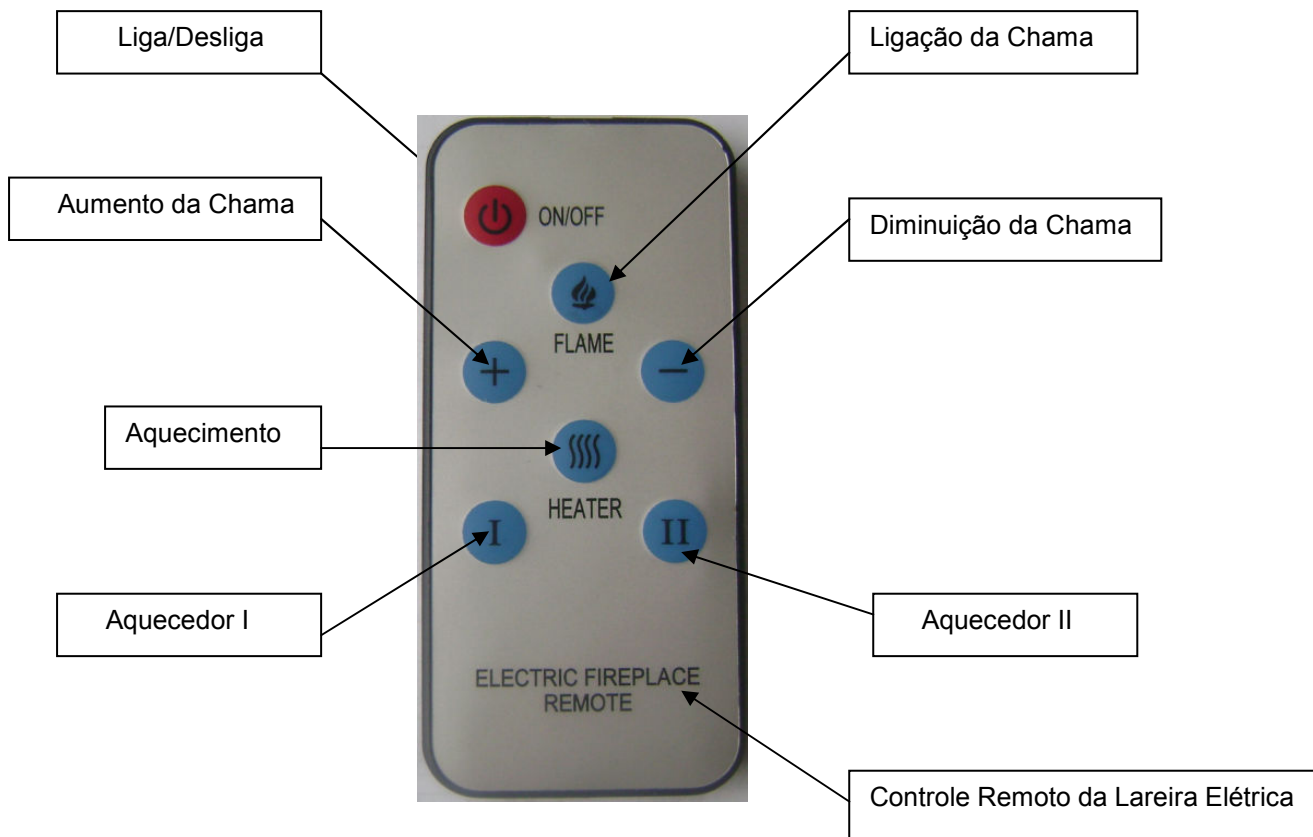 Liga/Desliga
Ligação da Chama
ON/OFF
Aumento da Chama
Diminuição da Chama
FLAME
+
−
Aquecimento
HEATER
I
II
Aquecedor I
Aquecedor II
ELECTRIC FIREPLACE
REMOTE
Controle Remoto da Lareira Elétrica